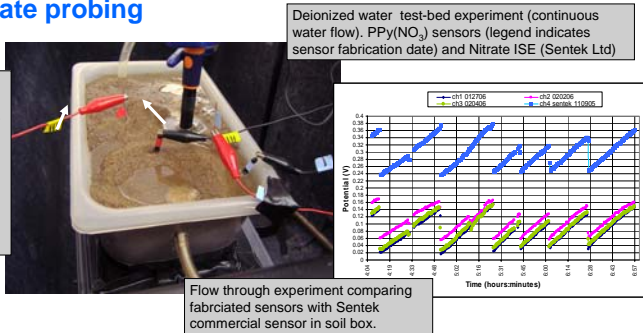 ate probing
Deionized water test-bed experiment (continuous
water flow). PPy(NO3) sensors (legend indicates
sensor fabrication date) and Nitrate ISE (Sentek Ltd)
ch1 012706 ch2 020206
ch3 020406 ch4 sentek 110905
Potential (V)
0.4
0.38
0.36
0.34
0.32
0.3
0.28
0.26
0.24
0.22
0.2
0.18
0.16
0.14
0.12
0.1
0.08
0.06
0.04
0.02
0
4:04 4:19 4:33 4:48 5:02 5:16 5:31 5:45 6:00 6:14 6:28 6:43 6:57
Time (hours:minutes)
Flow through experiment comparing
fabrciated sensors with Sentek
commercial sensor in soil box.